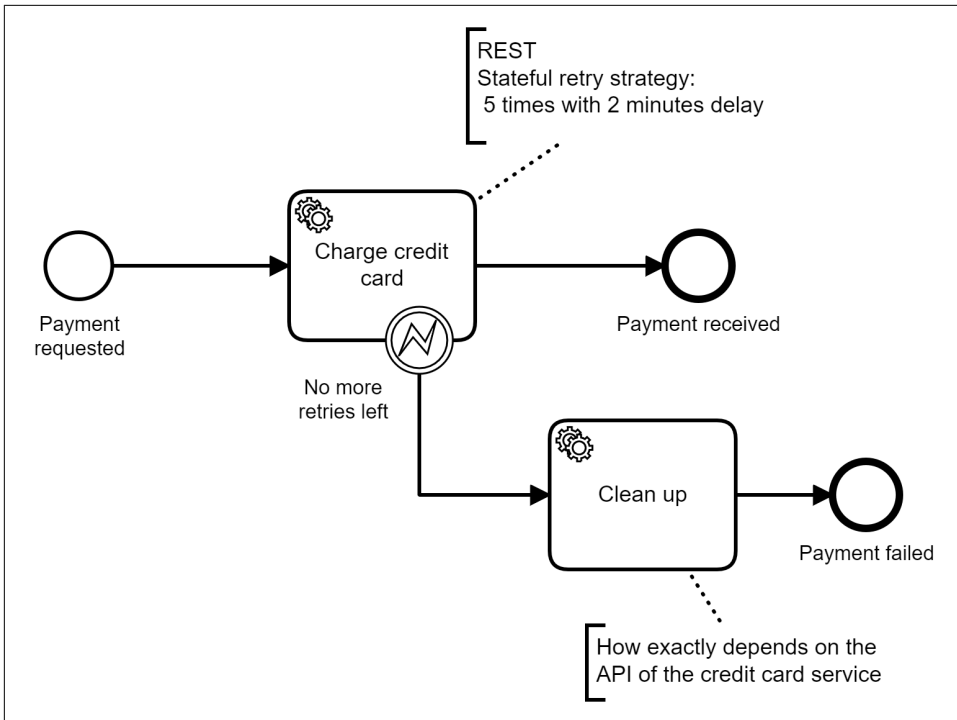 REST
Stateful retry strategy:
5 times with 2 minutes delay
Charge credit
card
Payment
requested
Payment received
No more
retries left
Clean up
Payment failed
How exactly depends on the
API of the credit card service